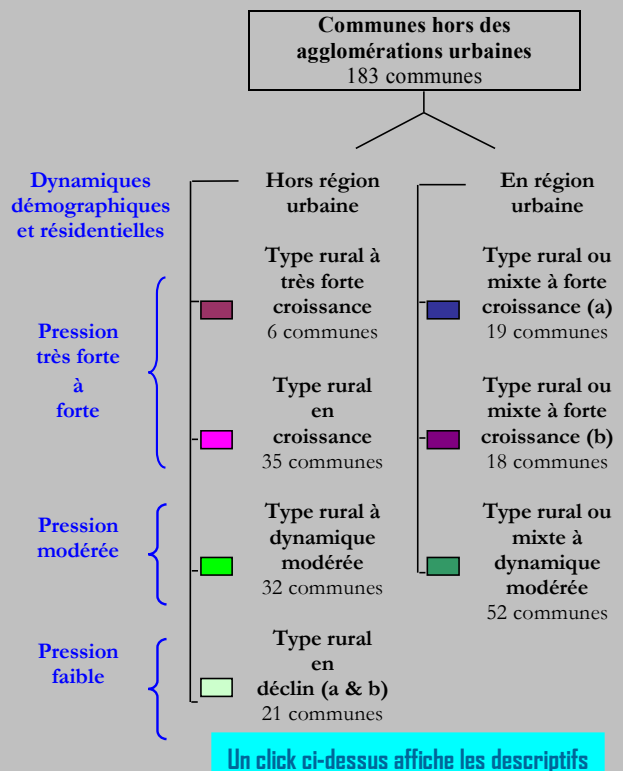 Communes hors des
agglomérations urbaines
183 communes
Dynamiques
démographiques
et résidentielles
Hors région
urbaine
En région
urbaine
Pression
très forte
à
forte
Type rural à
très forte
croissance
6 communes
Type rural ou
mixte à forte
croissance (a)
19 communes
Type rural
en
croissance
35 communes
Type rural ou
mixte à forte
croissance (b)
18 communes
Pression
modérée
Type rural à
dynamique
modérée
32 communes
Type rural ou
mixte à
dynamique
modérée
52 communes
Pression
faible
Type rural
en
déclin (a & b)
21 communes
Un click ci-dessus affiche les descriptifs